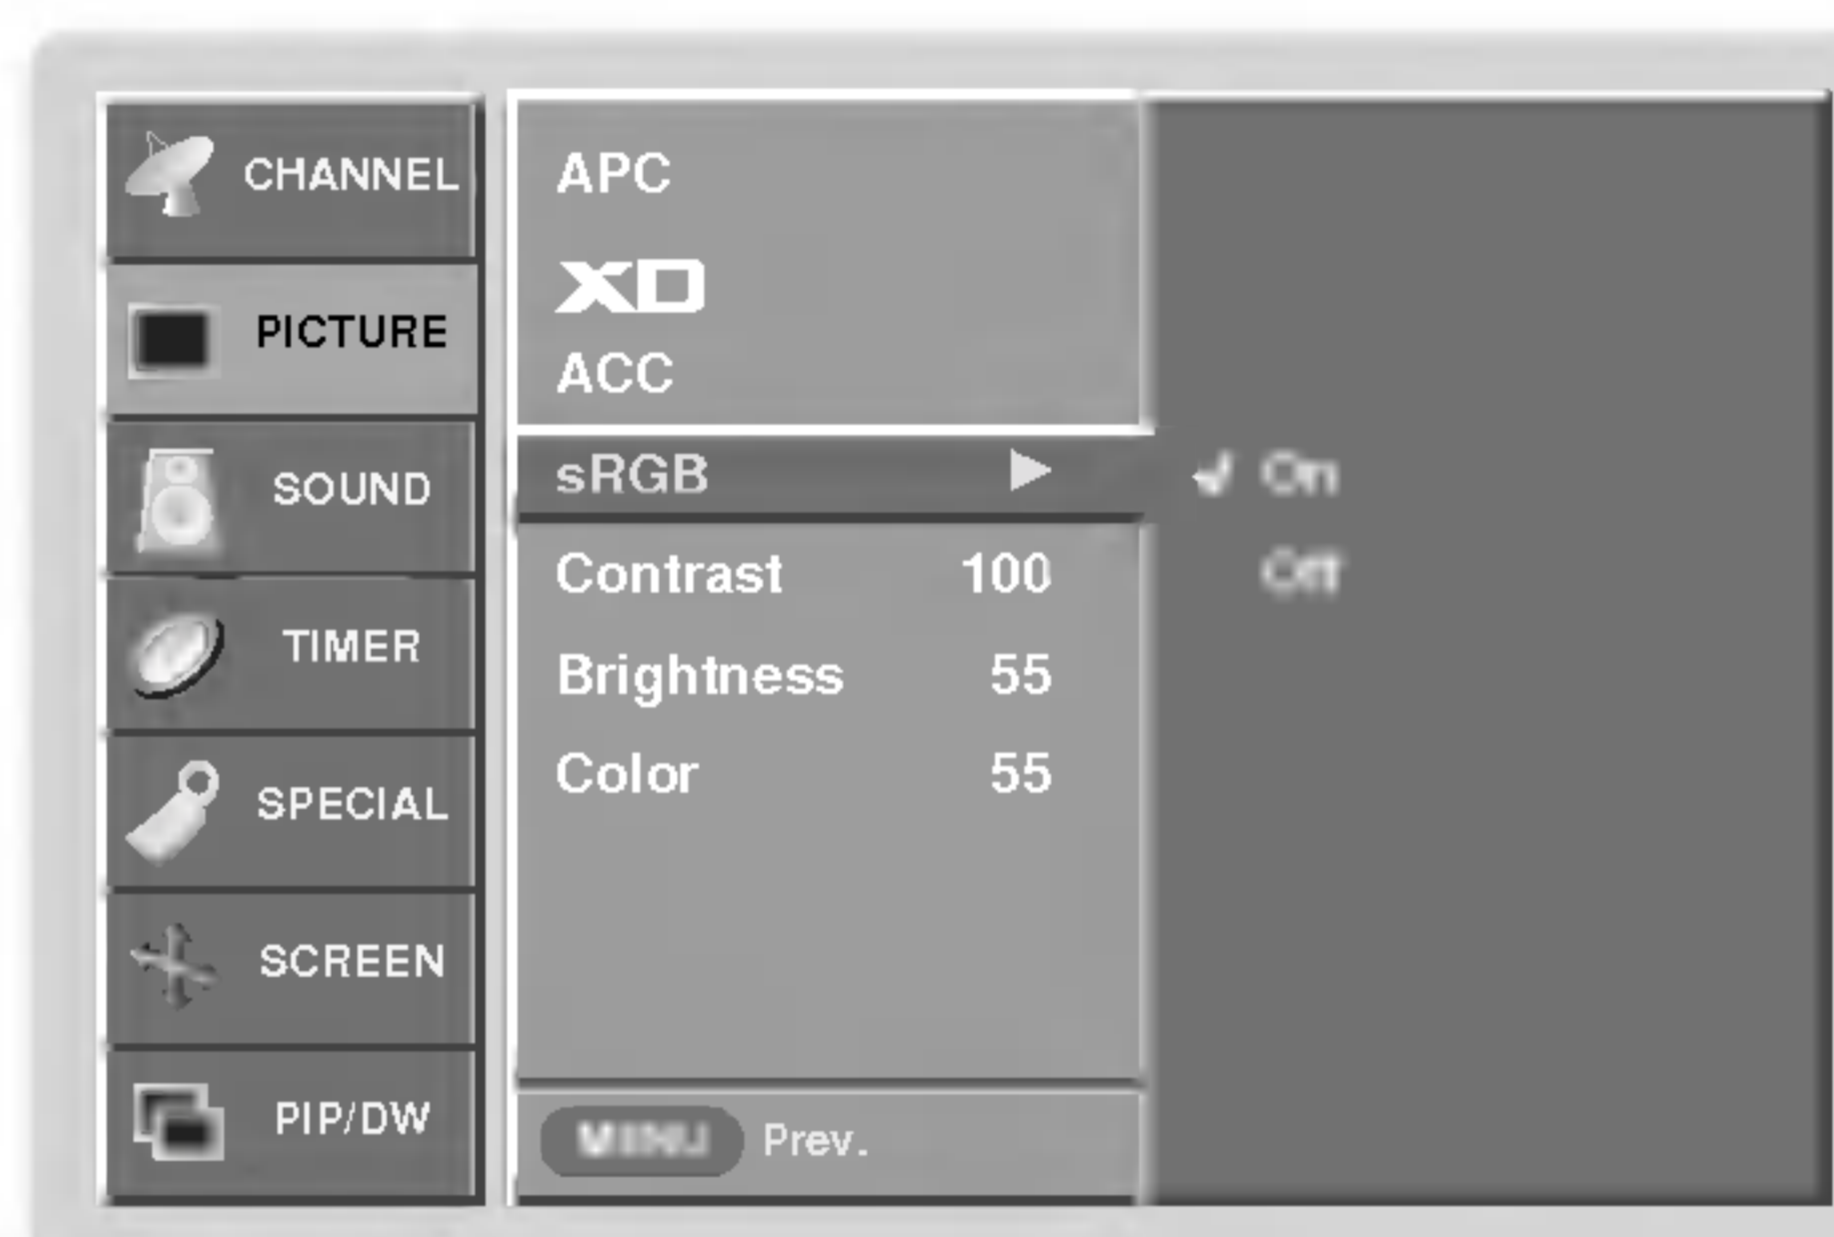 CHANNEL
PICTURE
SOUND
TIMER
SPECIAL
SCREEN
PIP/DW
APC
XD
ACC
sRGB
Contrast 100
Brightness 55
Color 55
MENU Prev.
On
Off